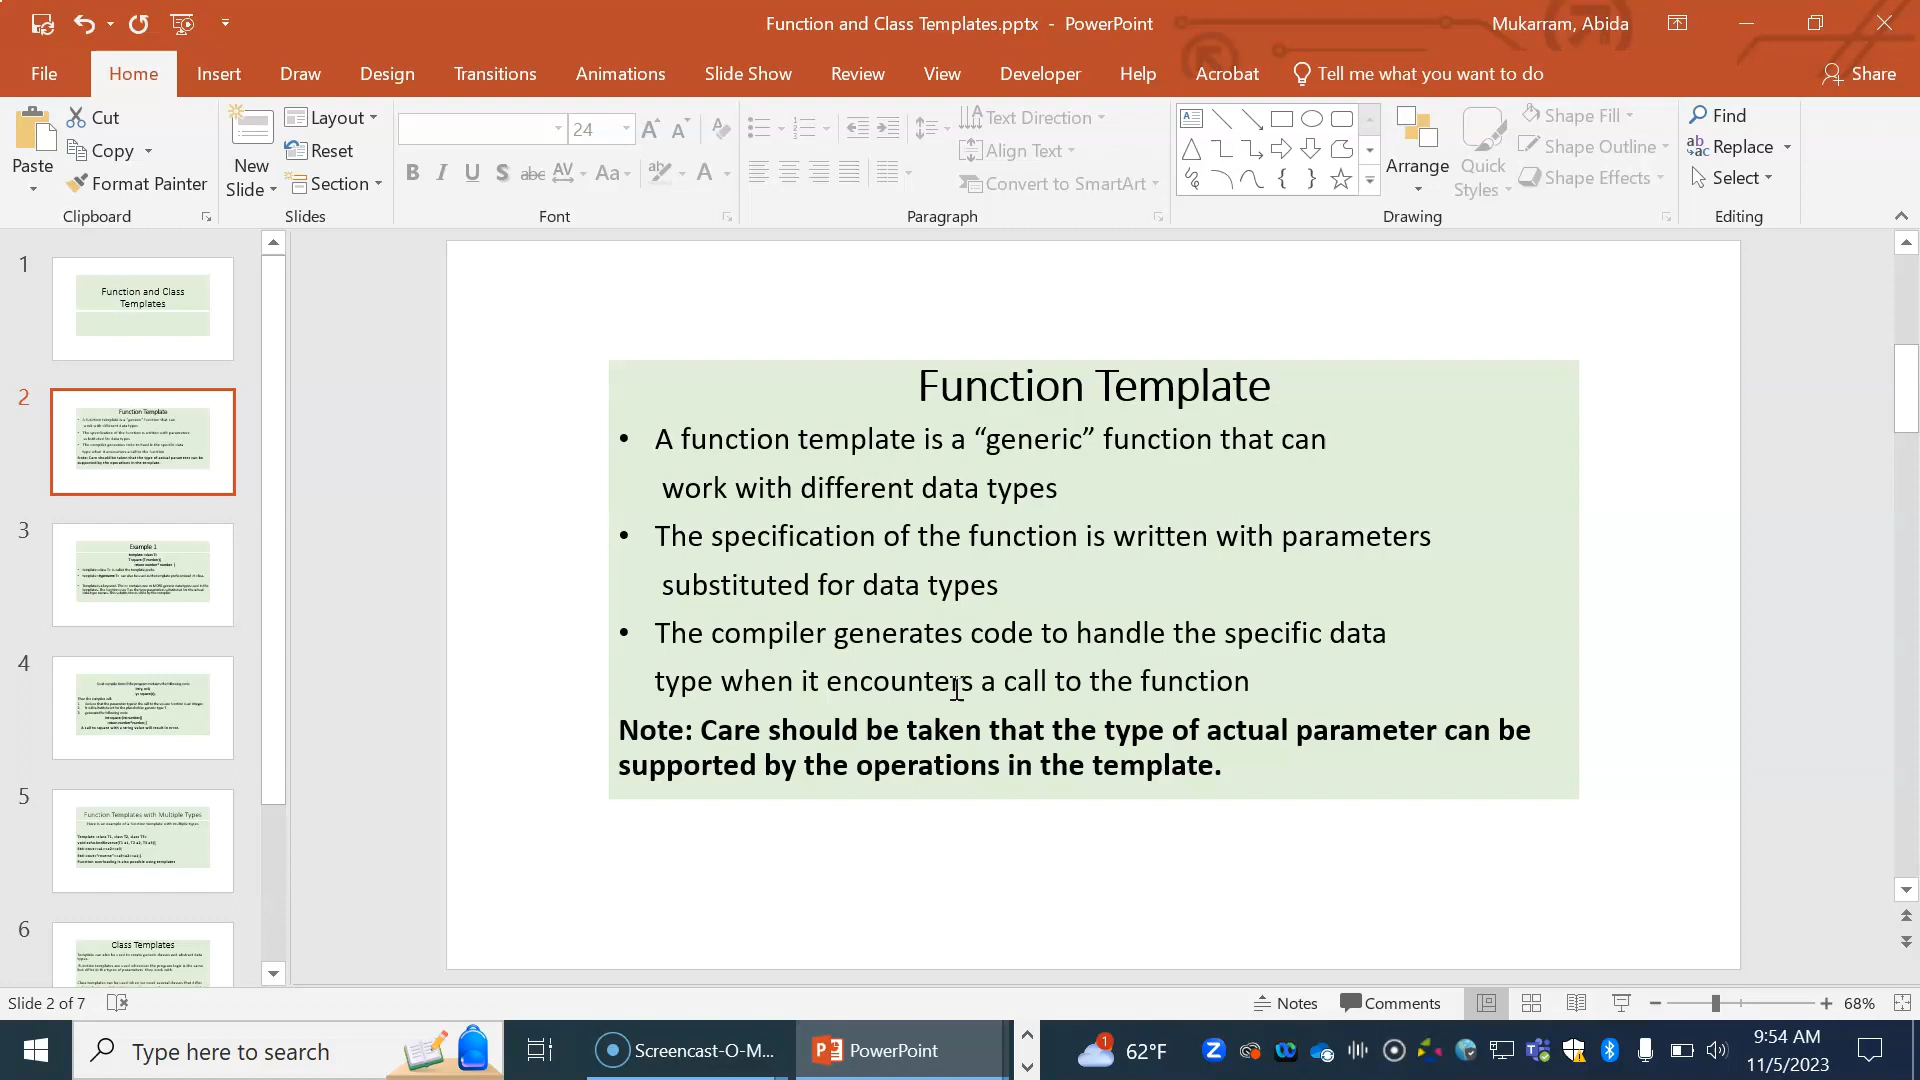 Function and Class Templates.pptx - PowerPoint
Mukarram, Abida
File Home Insert Draw Design Transitions Animations Slide Show Review View Developer Help Acrobat Tell me what you want to do Share
Paste
Cut
Copy
Format Painter
Clipboard
New Slide
Layout
Reset
Section
Slides
24
Font
Text Direction
Align Text
Convert to SmartArt
Paragraph
Arrange
Quick Styles
Shape Fill
Shape Outline
Shape Effects
Drawing
Find
Replace
Select
Editing
1
Function and Class
Templates
2
Function Template
3
Example 1
4
5
Function Templates with Multiple Types
6
Class Templates
Function Template
• A function template is a “generic” function that can
work with different data types
• The specification of the function is written with parameters
substituted for data types
• The compiler generates code to handle the specific data
type when it encounters a call to the function
Note: Care should be taken that the type of actual parameter can be
supported by the operations in the template.
Slide 2 of 7
Notes
Comments
68%
Type here to search
Screencast-O-M...
PowerPoint
1
62°F
9:54 AM
11/5/2023